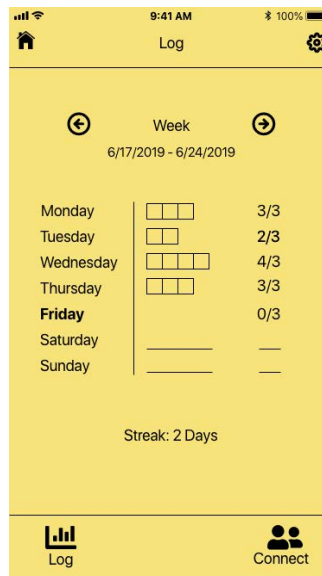 9:41 AM 100%
Log
Week
6/17/2019 - 6/24/2019
Monday 3/3
Tuesday 2/3
Wednesday 4/3
Thursday 3/3
Friday 0/3
Saturday
Sunday
Streak: 2 Days
Log Connect